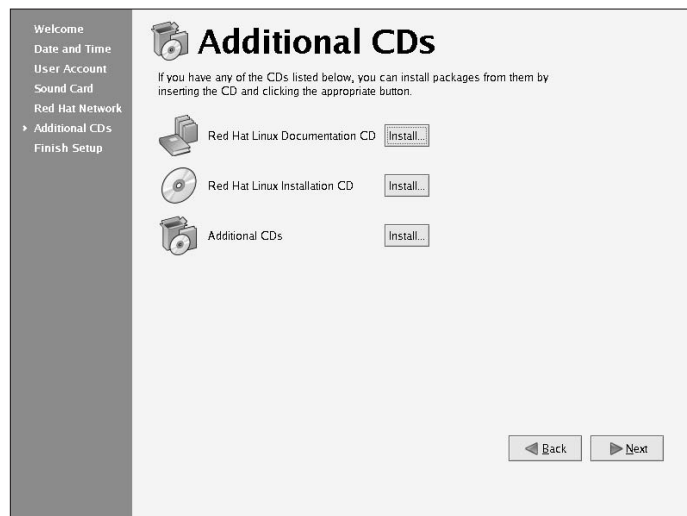 Welcome
Date and Time
User Account
Sound Card
Red Hat Network
Additional CDs
Finish Setup
Additional CDs
If you have any of the CDs listed below, you can install packages from them by
inserting the CD and clicking the appropriate button.
Red Hat Linux Documentation CD Install...
Red Hat Linux Installation CD Install...
Additional CDs Install...
Back Next